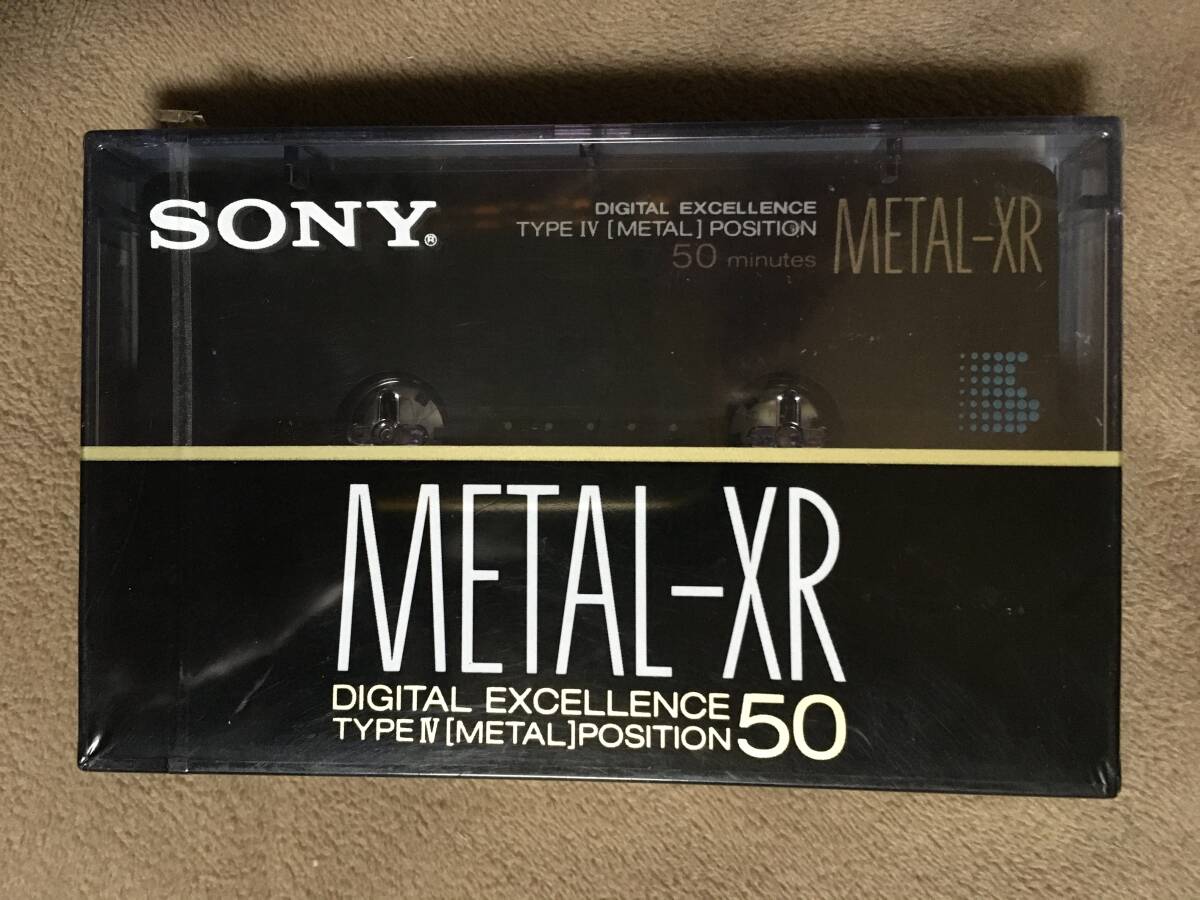 SONY®
DIGITAL EXCELLENCE
TYPE IV [METAL] POSITION
50 minutes
METAL-XR
METAL-XR
DIGITAL EXCELLENCE
TYPE IV [METAL] POSITION
50